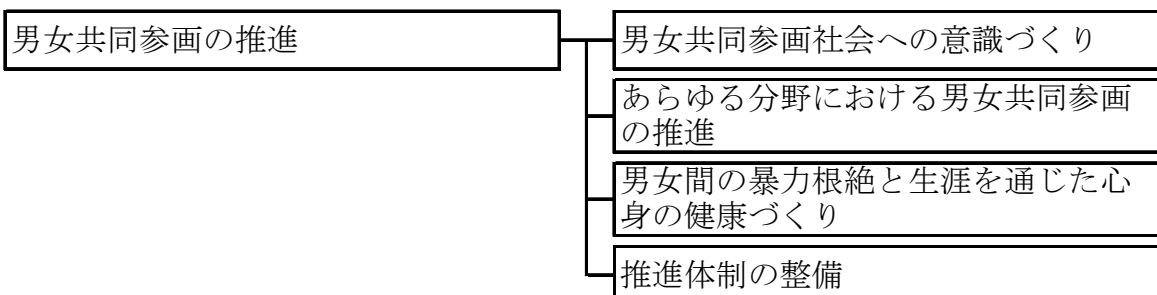 男女共同参画の推進
男女共同参画社会への意識づくり
あらゆる分野における男女共同参画
の推進
男女間の暴力根絶と生涯を通じた心
身の健康づくり
推進体制の整備